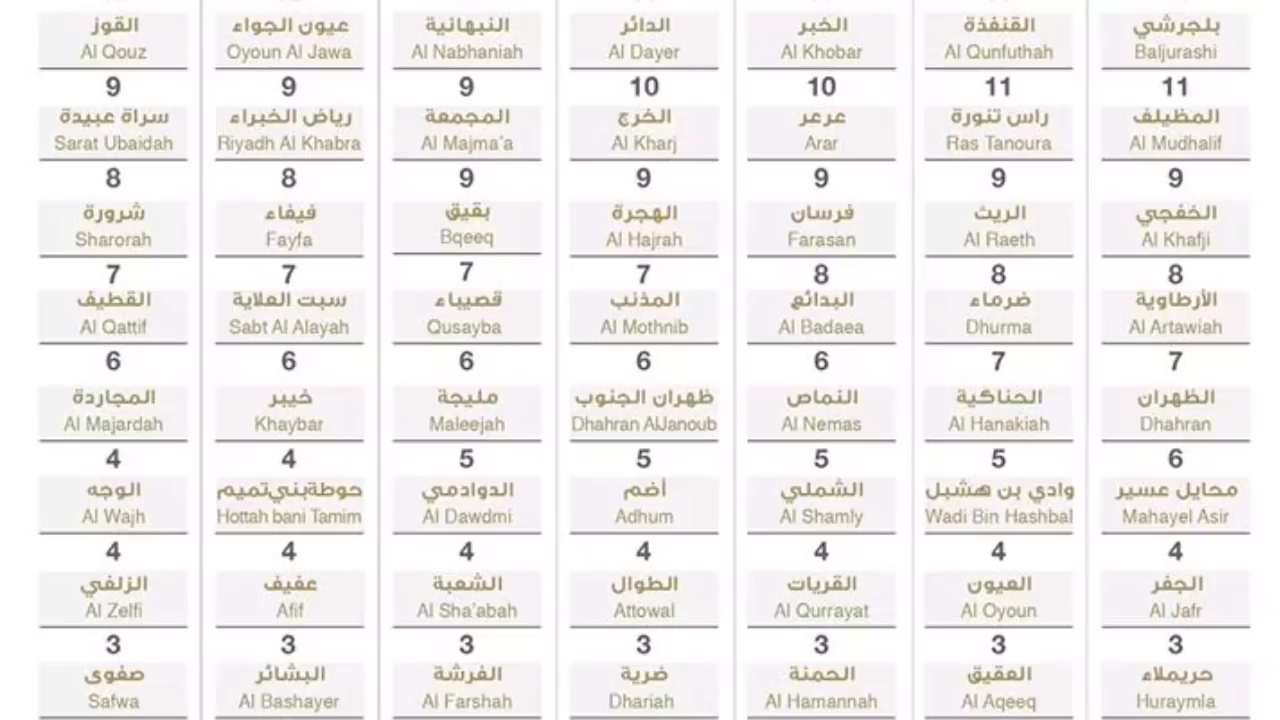 بلجرشي
Baljurashi
11
القنفذة
Al Qunfuthah
11
الخبر
Al Khobar
10
الدائر
Al Dayer
10
النبهانية
Al Nabhaniah
9
عيون الجواء
Oyoun Al Jawa
9
القوز
Al Qouz
9
المظيلف
Al Mudhalif
9
راس تنورة
Ras Tanoura
9
عرعر
Arar
9
الخرج
Al Kharj
9
المجمعة
Al Majma'a
9
رياض الخبراء
Riyadh Al Khabra
8
سراة عبيدة
Sarat Ubaidah
8
الخفجي
Al Khafji
8
الريث
Al Raeth
8
فرسان
Farasan
8
الهجرة
Al Hajrah
7
بقيق
Bqeeq
7
فيفاء
Fayfa
7
شرورة
Sharorah
7
الأرطاوية
Al Artawiah
7
ضرماء
Dhurma
7
البدائع
Al Badaea
6
المذنب
Al Mothnib
6
قصيباء
Qusayba
6
سبت العلاية
Sabt Al Alayah
6
القطيف
Al Qattif
6
الظهران
Dhahran
6
الحناكية
Al Hanakiah
5
النماص
Al Nemas
5
ظهران الجنوب
Dhahran AlJanoub
5
مليجة
Maleejah
5
خيبر
Khaybar
4
المجاردة
Al Majardah
4
محايل عسير
Mahayel Asir
4
وادي بن هشبل
Wadi Bin Hashbal
4
الشملي
Al Shamly
4
أضم
Adhum
4
الدوادمي
Al Dawdmi
4
حوطة بني تميم
Hottah bani Tamim
4
الوجه
Al Wajh
4
الجفر
Al Jafr
3
العيون
Al Oyoun
3
القريات
Al Qurrayat
3
الطوال
Attowal
3
الشعبة
Al Sha'abah
3
عفيف
Afif
3
الزلفي
Al Zelfi
3
حريملاء
Huraymla
العقيق
Al Aqeeq
الحمنة
Al Hamannah
ضرية
Dhariah
الفرشة
Al Farshah
البشائر
Al Bashayer
صفوى
Safwa